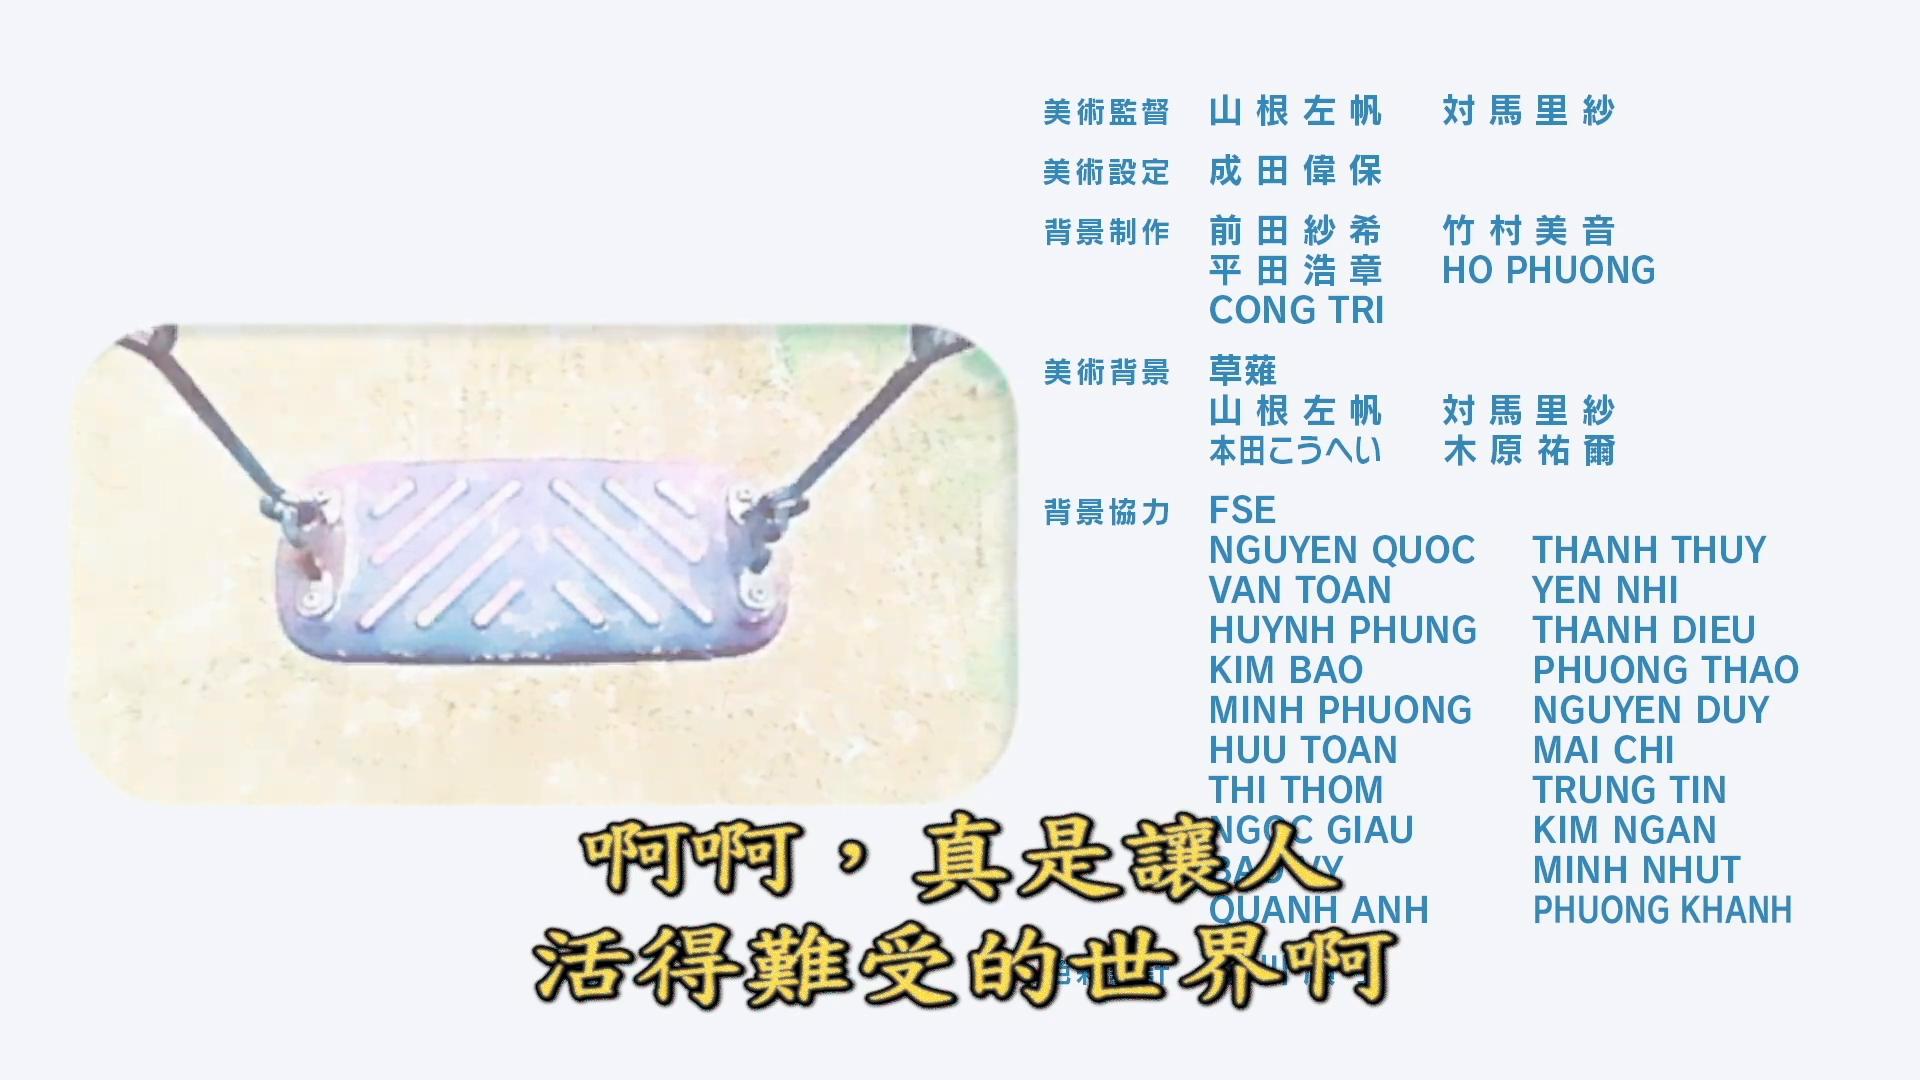 美術監督 山根左帆 対馬里紗
美術設定 成田偉保
背景制作 前田紗希 竹村美音
平田浩章 HO PHUONG
CONG TRI
美術背景 草薙
山根左帆 対馬里紗
本田こうへい 木原祐爾
背景協力 FSE
NGUYEN QUOC THANH THUY
VAN TOAN YEN NHI
HUYNH PHUNG THANH DIEU
KIM BAO PHUONG THAO
MINH PHUONG NGUYEN DUY
HUU TOAN MAI CHI
THI THOM TRUNG TIN
NGOC GIAU KIM NGAN
BAO VY MINH NHUT
QUANH ANH PHUONG KHANH
啊啊，真是讓人
活得難受的世界啊